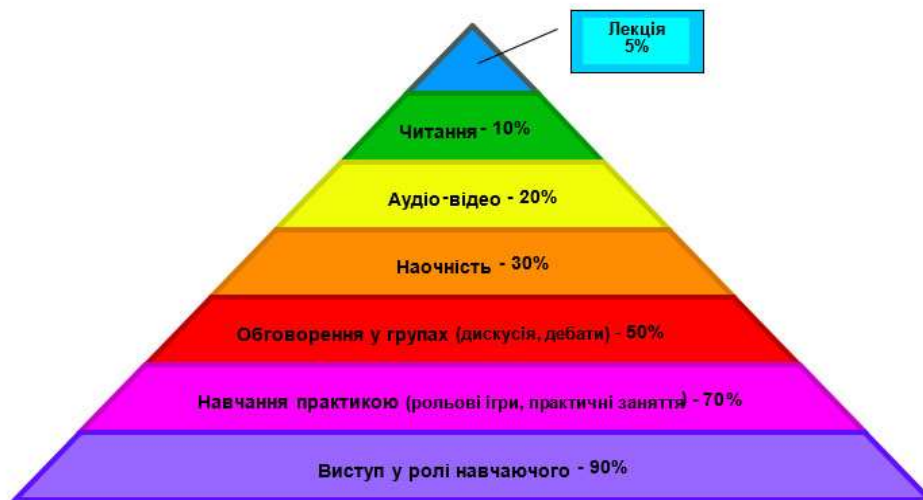 Лекція
5%
Читання - 10%
Аудіо-відео - 20%
Наочність - 30%
Обговорення у групах (дискусія, дебати) - 50%
Навчання практикою (рольові ігри, практичні заняття) - 70%
Виступ у ролі навчаючого - 90%